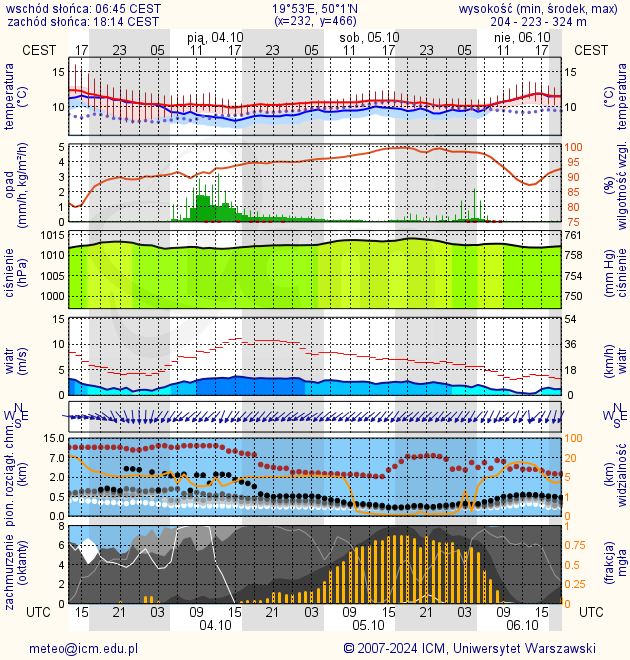 wschód słońca: 06:45 CEST
zachód słońca: 18:14 CEST
19°53'E, 50°1'N
(x=232, y=466)
wysokość (min, środek, max)
204 - 223 - 324 m
pią, 04.10
sob, 05.10
nie, 06.10
CEST 17 23 05 11 17 23 05 11 17 23 05 11 17 CEST
temperatura
(°C)
15
10
15
10
temperatura
(°C)
opad
(mm/h, kg/m²/h)
5
4
3
2
1
0
100
95
90
85
80
75
(%)
wilgotność wzgl.
ciśnienie
(hPa)
1015
1010
1005
1000
761
758
754
750
(mm Hg)
ciśnienie
wiatr
(m/s)
15
10
5
0
54
36
18
0
(km/h)
wiatr
N
W E
S
N
W E
S
pion. rozciągł. chm.
(km)
15.0
7.0
2.0
0.5
0.0
100
20
5
1
0
(km)
widzialność
zachmurzenie
(oktanty)
8
6
4
2
0
1
0.75
0.5
0.25
0
(frakcja)
mgła
UTC 15 21 03 09 15 21 03 09 15 21 03 09 15 UTC
04.10
05.10
06.10
meteo@icm.edu.pl
© 2007-2024 ICM, Uniwersytet Warszawski